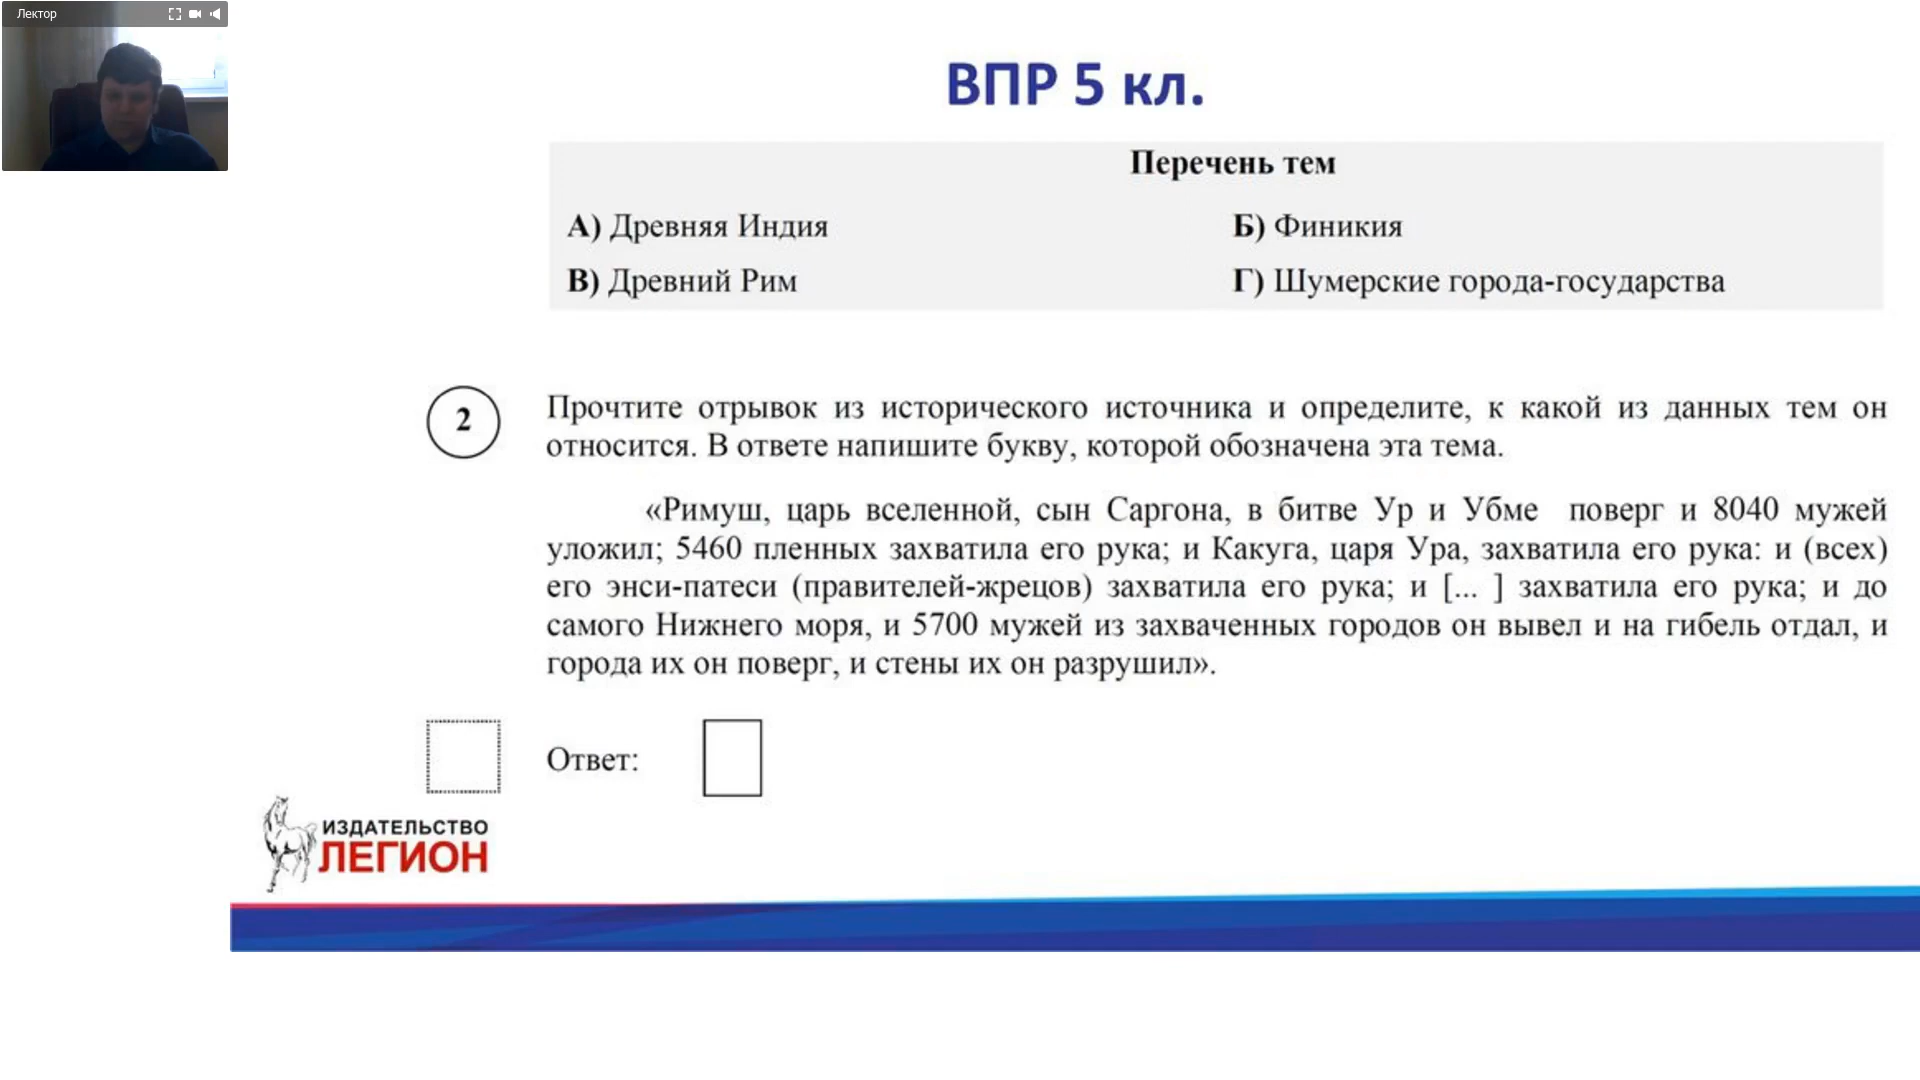 Лектор
ВПР 5 кл.
Перечень тем
А) Древняя Индия
Б) Финикия
В) Древний Рим
Г) Шумерские города-государства
2
Прочтите отрывок из исторического источника и определите, к какой из данных тем он
относится. В ответе напишите букву, которой обозначена эта тема.
«Римуш, царь вселенной, сын Саргона, в битве Ур и Убме поверг и 8040 мужей
уложил; 5460 пленных захватила его рука; и Какуга, царя Ура, захватила его рука: и (всех)
его энси-патеси (правителей-жрецов) захватила его рука; и [... ] захватила его рука; и до
самого Нижнего моря, и 5700 мужей из захваченных городов он вывел и на гибель отдал, и
города их он поверг, и стены их он разрушил».
Ответ:
ИЗДАТЕЛЬСТВО
ЛЕГИОН